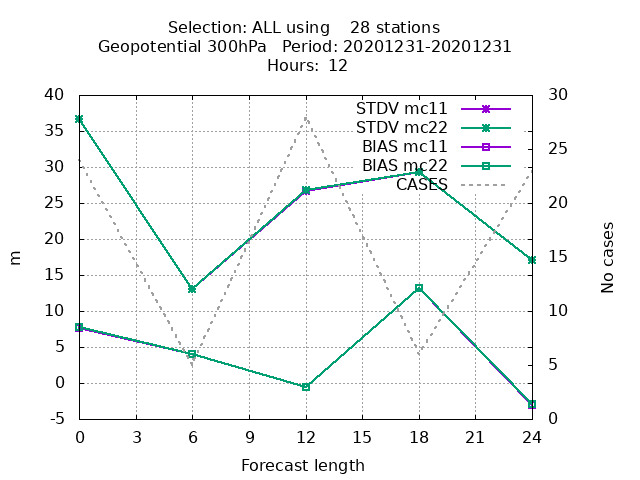 Selection: ALL using    28 stations
Geopotential 300hPa   Period: 20201231-20201231
Hours:  12
40
35
30
25
20
15
10
5
0
-5
30
25
20
15
10
5
0
STDV mc11
STDV mc22
BIAS mc11
BIAS mc22
CASES
m
No cases
0 3 6 9 12 15 18 21 24
Forecast length